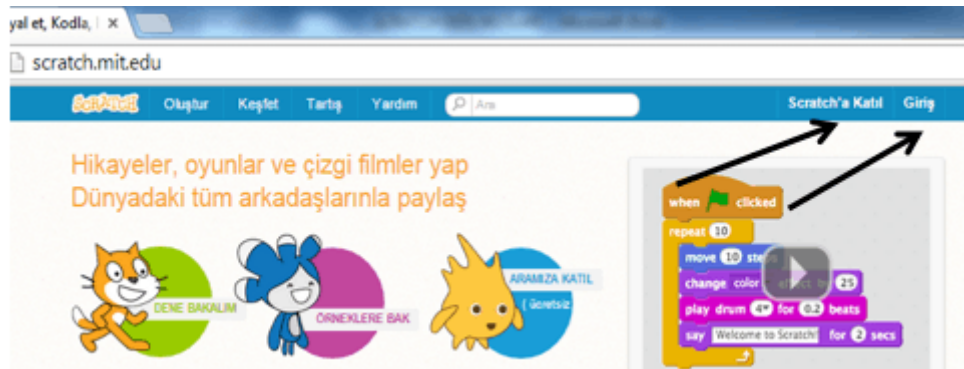 yal et, Kodla, | ×
scratch.mit.edu
SCRATCH Oluştur Keşfet Tartış Yardım Ara Scratch'a Katıl Giriş
Hikayeler, oyunlar ve çizgi filmler yap
Dünyadaki tüm arkadaşlarınla paylaş
DENE BAKALIM
ÖRNEKLERE BAK
ARAMIZA KATIL
( ücretsiz
when clicked
repeat 10
move 10 steps
change color effect by 25
play drum 4 for 0.2 beats
say Welcome to Scratch! for 2 secs